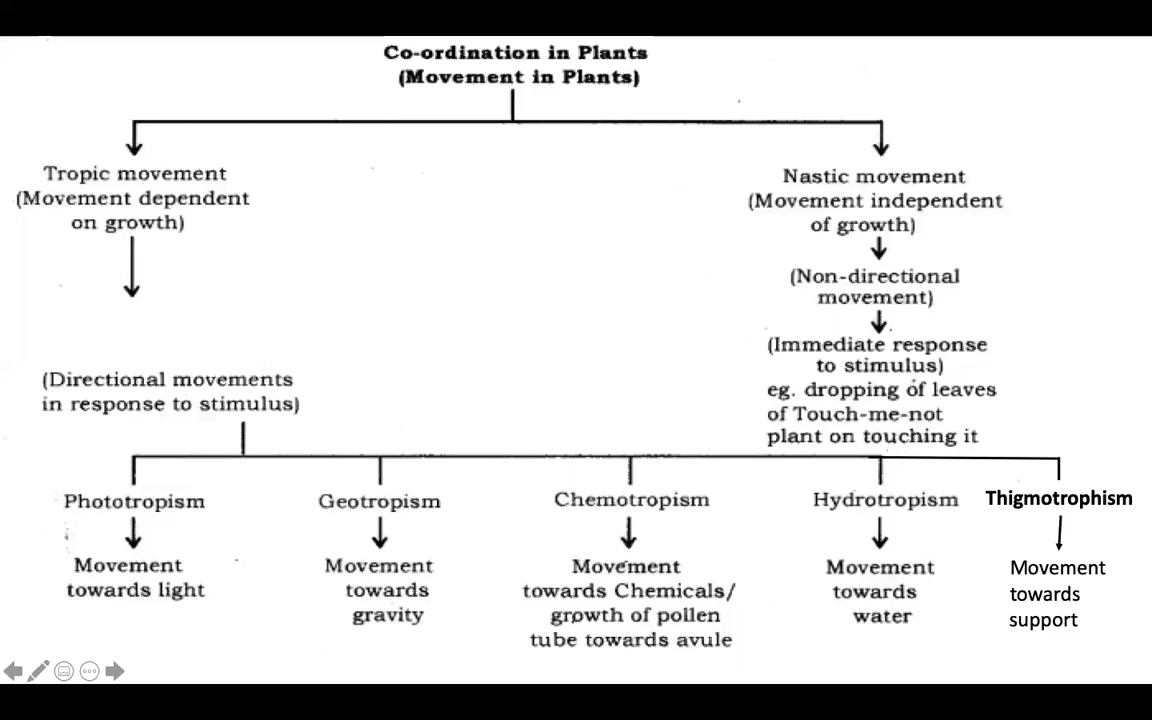 Co-ordination in Plants
(Movement in Plants)
Tropic movement
(Movement dependent
on growth)
(Directional movements
in response to stimulus)
Nastic movement
(Movement independent
of growth)
(Non-directional
movement)
(Immediate response
to stimulus)
eg. dropping of leaves
of Touch-me-not
plant on touching it
Phototropism
Movement
towards light
Geotropism
Movement
towards
gravity
Chemotropism
Movement
towards Chemicals/
growth of pollen
tube towards avule
Hydrotropism
Movement
towards
water
Thigmotrophism
Movement
towards
support